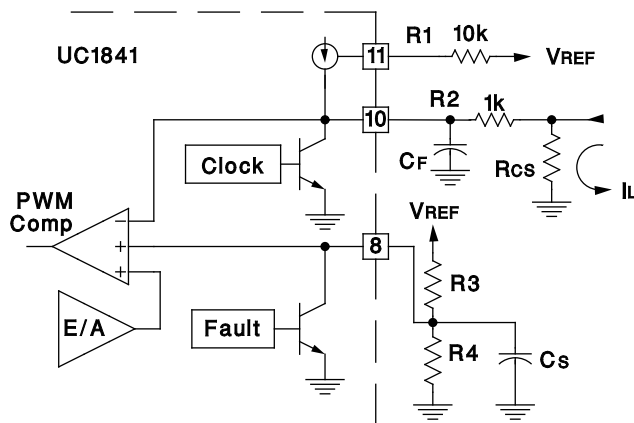 UC1841
11
R1
10k
VREF
10
R2
1k
CF
RCS
IL
Clock
PWM
Comp
−
+
+
8
VREF
R3
E/A
Fault
R4
CS